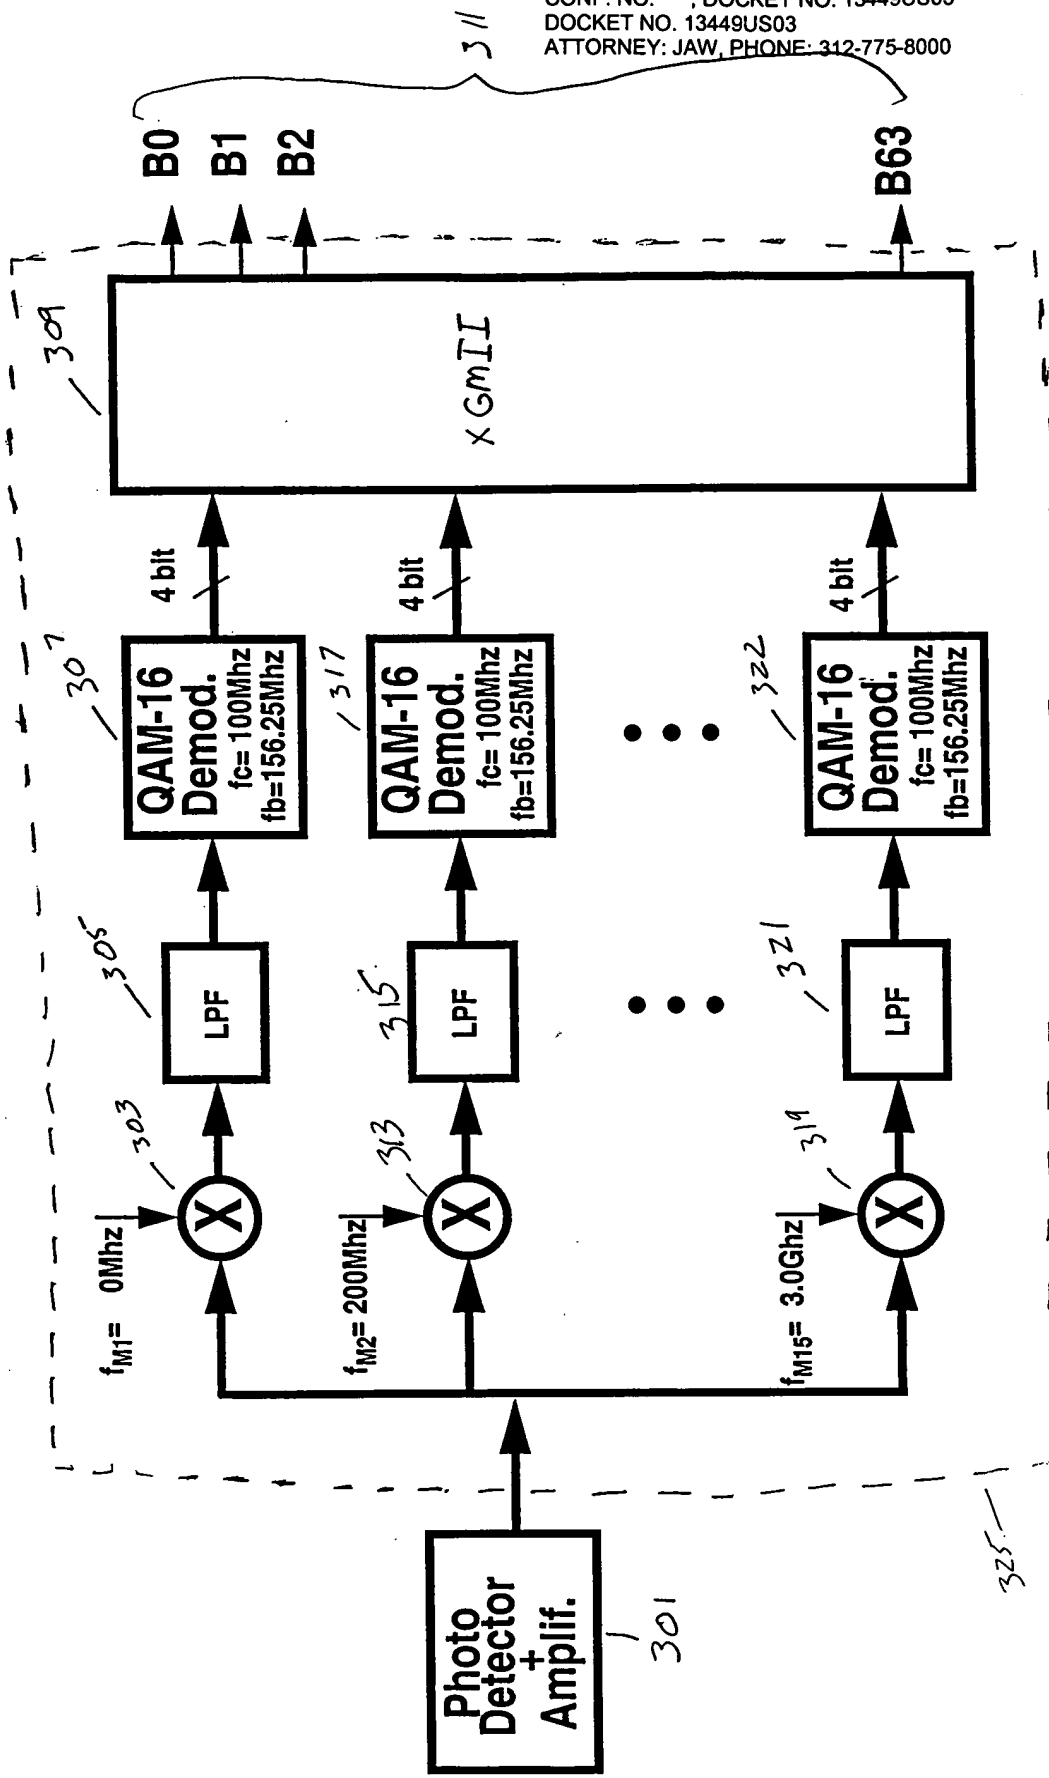 CONF. NO. , DOCKET NO. 13449US03
DOCKET NO. 13449US03
ATTORNEY: JAW, PHONE: 312-775-8000
311
B0
B1
B2
B63
309
XGmII
4 bit
4 bit
4 bit
307
QAM-16
Demod.
fc= 100Mhz
fb=156.25Mhz
317
QAM-16
Demod.
fc= 100Mhz
fb=156.25Mhz
322
QAM-16
Demod.
fc= 100Mhz
fb=156.25Mhz
305
LPF
315
LPF
321
LPF
303
X
fM1= 0Mhz
313
X
fM2= 200Mhz
319
X
fM15= 3.0Ghz
325
Photo
Detector
+
Amplif.
301